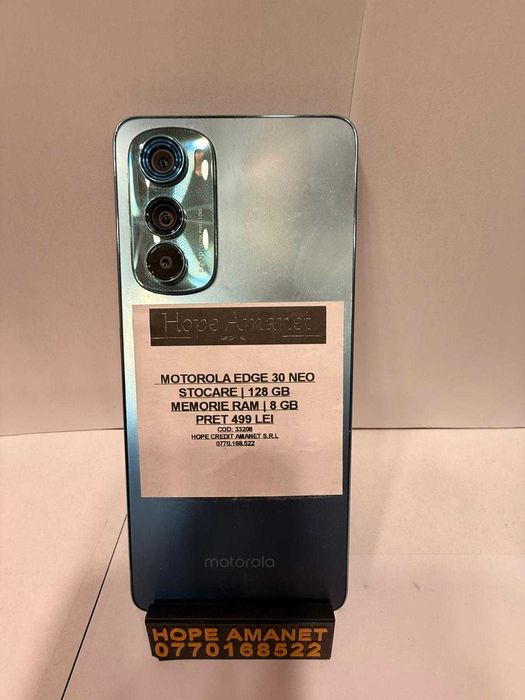 Hope Amanet
MOTOROLA EDGE 30 NEO
STOCARE | 128 GB
MEMORIE RAM | 8 GB
PRET 499 LEI
COD: 33208
HOPE CREDIT AMANET S.R.L
0770.168.522
motorola
HOPE AMANET
0770168522